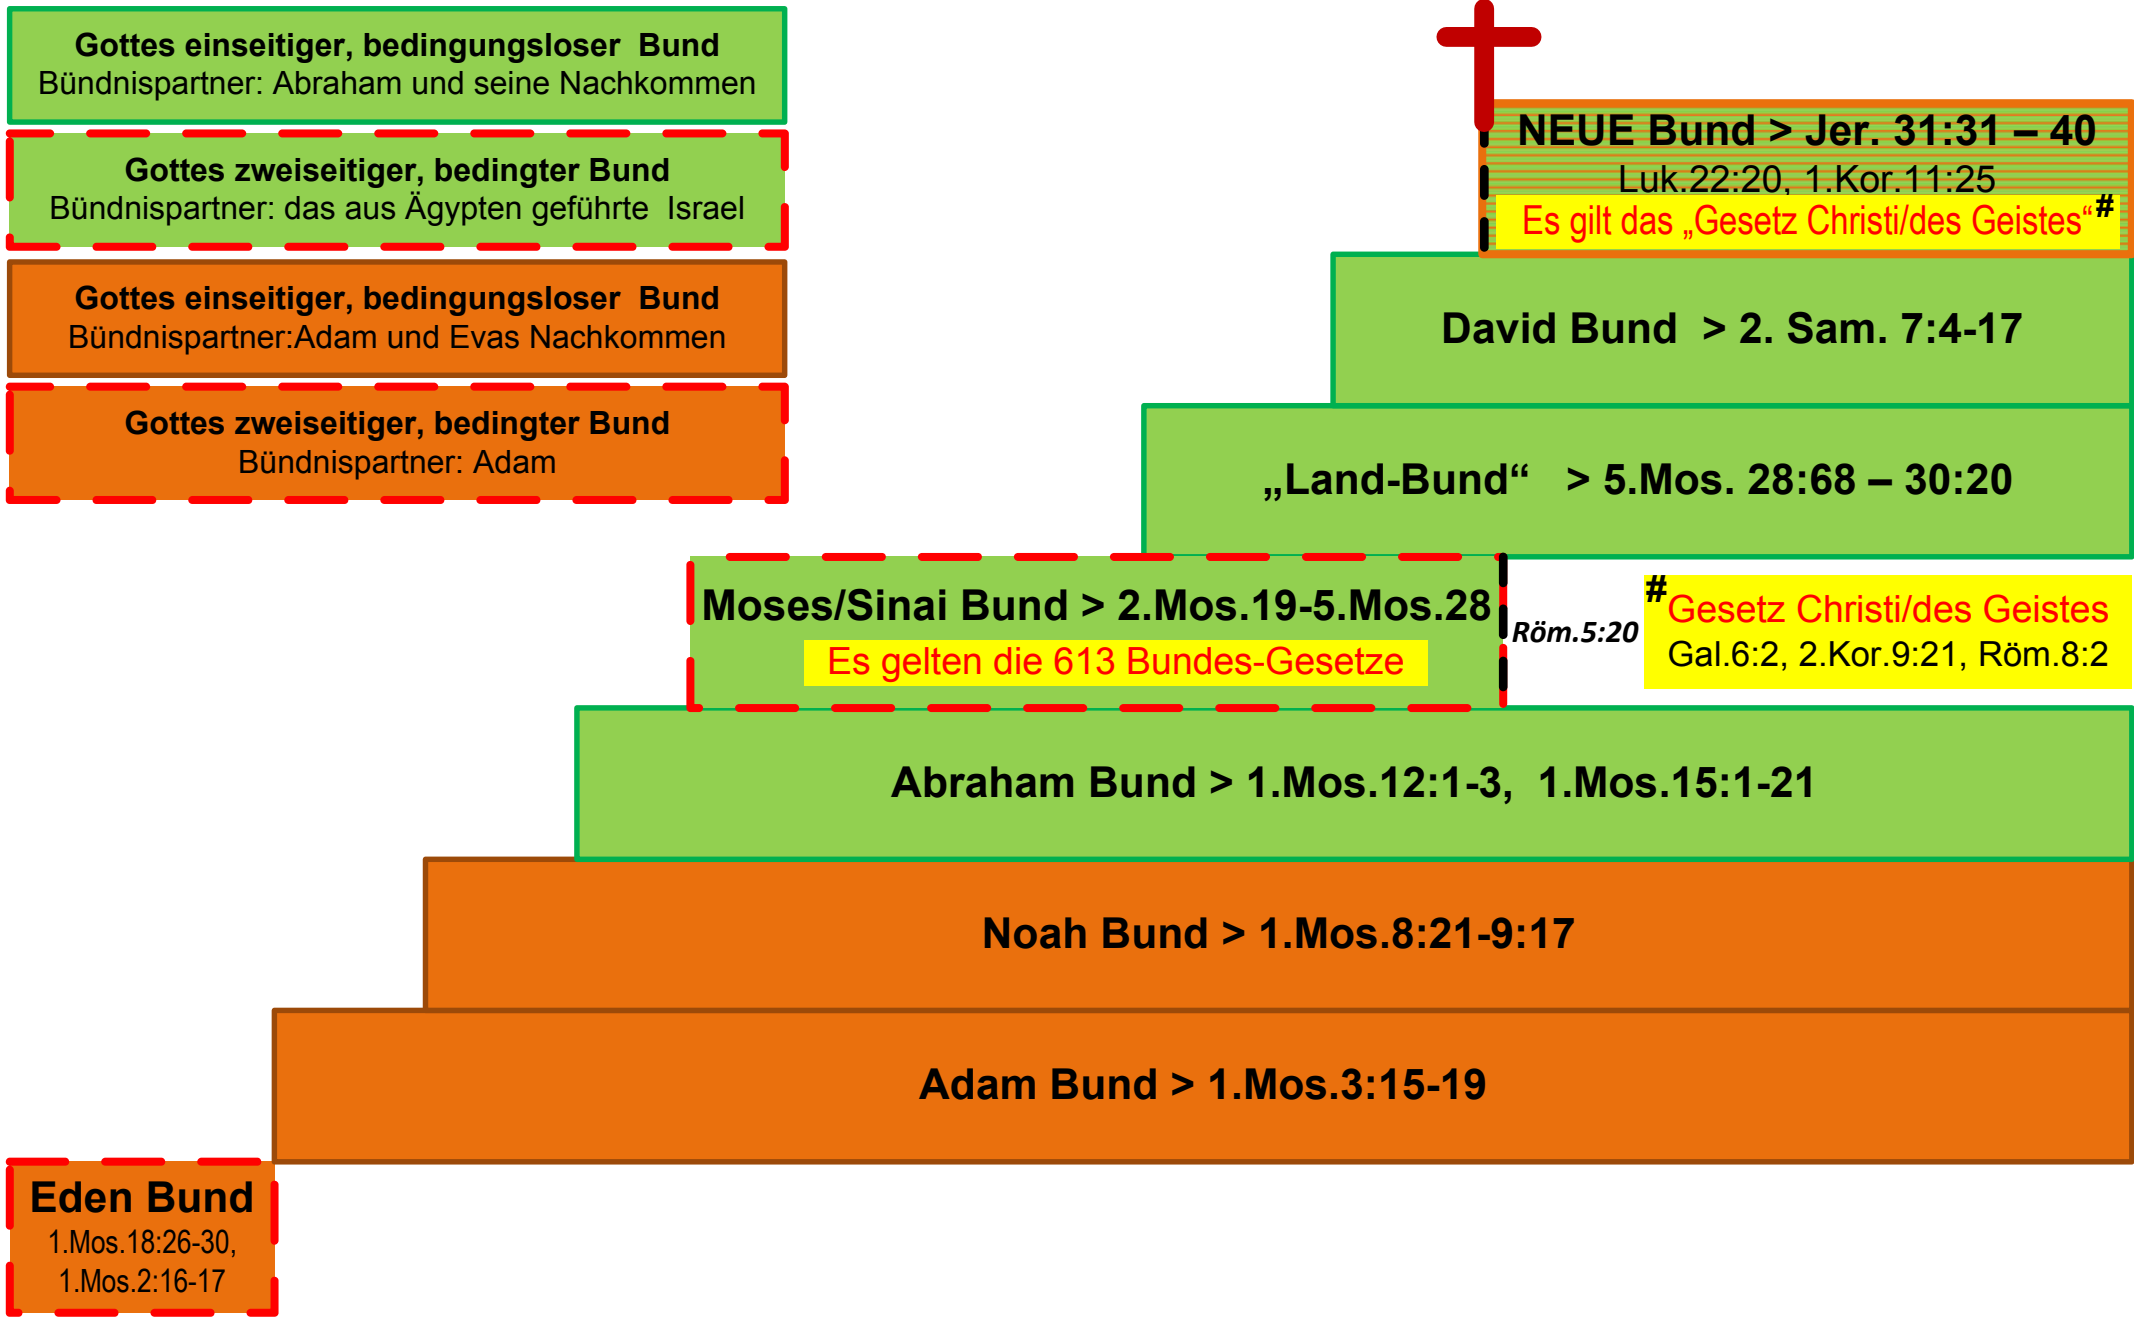 Gottes einseitiger, bedingungsloser Bund
Bündnispartner: Abraham und seine Nachkommen
Gottes zweiseitiger, bedingter Bund
Bündnispartner: das aus Ägypten geführte Israel
Gottes einseitiger, bedingungsloser Bund
Bündnispartner:Adam und Evas Nachkommen
Gottes zweiseitiger, bedingter Bund
Bündnispartner: Adam
NEUE Bund > Jer. 31:31 – 40
Luk.22:20, 1.Kor.11:25
Es gilt das „Gesetz Christi/des Geistes“#
David Bund > 2. Sam. 7:4-17
„Land-Bund“ > 5.Mos. 28:68 – 30:20
Moses/Sinai Bund > 2.Mos.19-5.Mos.28
Es gelten die 613 Bundes-Gesetze
Röm.5:20
#Gesetz Christi/des Geistes
Gal.6:2, 2.Kor.9:21, Röm.8:2
Abraham Bund > 1.Mos.12:1-3, 1.Mos.15:1-21
Noah Bund > 1.Mos.8:21-9:17
Adam Bund > 1.Mos.3:15-19
Eden Bund
1.Mos.18:26-30,
1.Mos.2:16-17